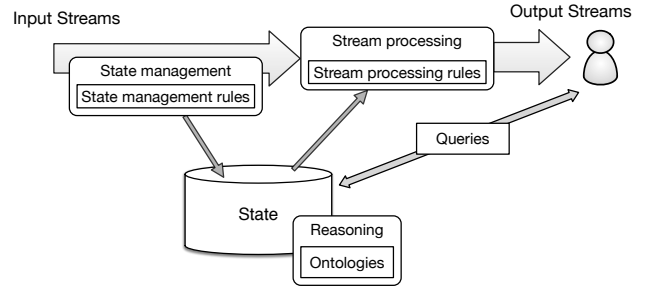 Input Streams
Output Streams
Stream processing
Stream processing rules
State management
State management rules
Queries
State
Reasoning
Ontologies